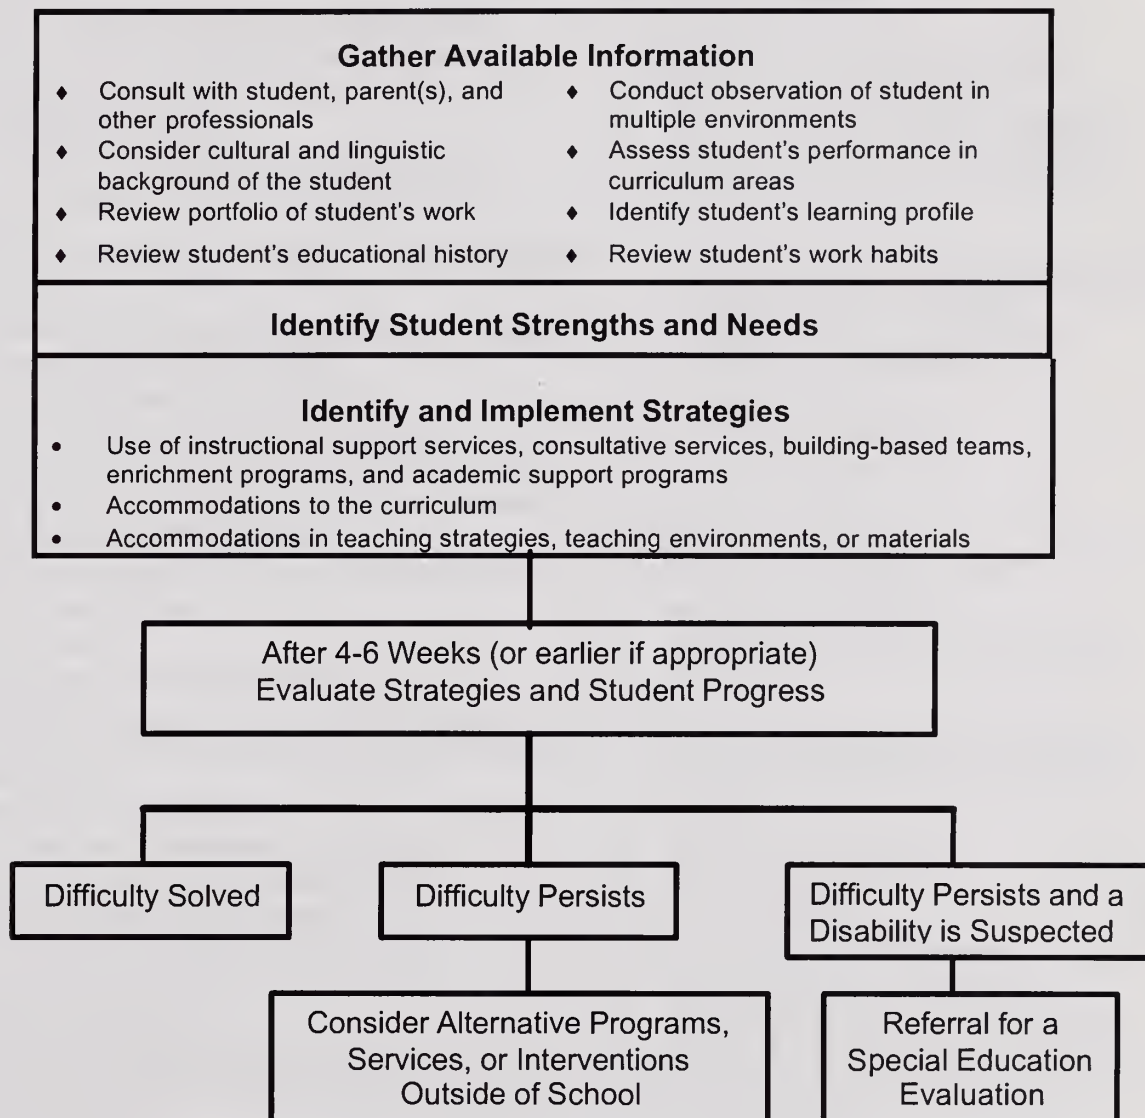 Gather Available Information
♦ Consult with student, parent(s), and
other professionals
♦ Consider cultural and linguistic
background of the student
♦ Review portfolio of student's work
♦ Review student's educational history
♦ Conduct observation of student in
multiple environments
♦ Assess student's performance in
curriculum areas
♦ Identify student's learning profile
♦ Review student's work habits
Identify Student Strengths and Needs
Identify and Implement Strategies
• Use of instructional support services, consultative services, building-based teams,
enrichment programs, and academic support programs
• Accommodations to the curriculum
• Accommodations in teaching strategies, teaching environments, or materials
After 4-6 Weeks (or earlier if appropriate)
Evaluate Strategies and Student Progress
Difficulty Solved
Difficulty Persists
Difficulty Persists and a
Disability is Suspected
Consider Alternative Programs,
Services, or Interventions
Outside of School
Referral for a
Special Education
Evaluation